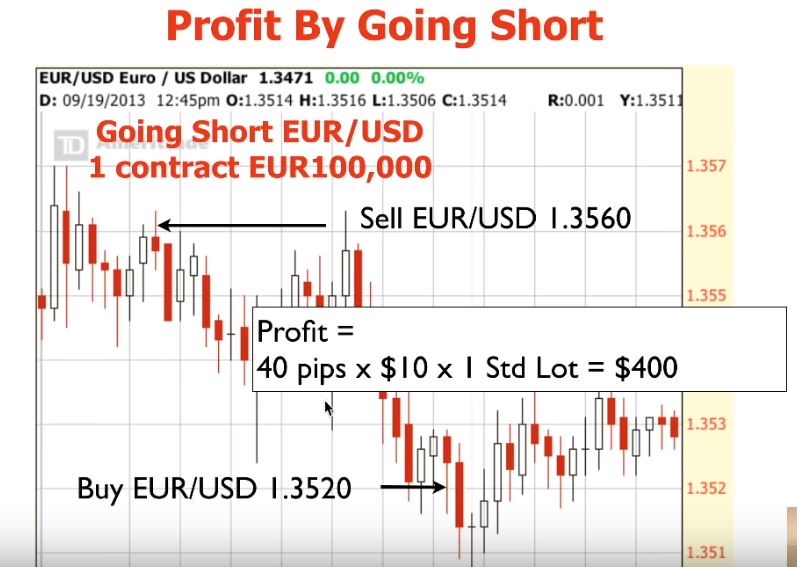 Profit By Going Short
EUR/USD Euro / US Dollar 1.3471 0.00 0.00%
D: 09/19/2013 12:45pm O:1.3514 H:1.3516 L:1.3506 C:1.3514 R:0.001 Y:1.3511
TD Ameritrade
Going Short EUR/USD
1 contract EUR100,000
1.357
Sell EUR/USD 1.3560
1.356
1.355
Profit =
40 pips x $10 x 1 Std Lot = $400
1.353
Buy EUR/USD 1.3520
1.352
1.351